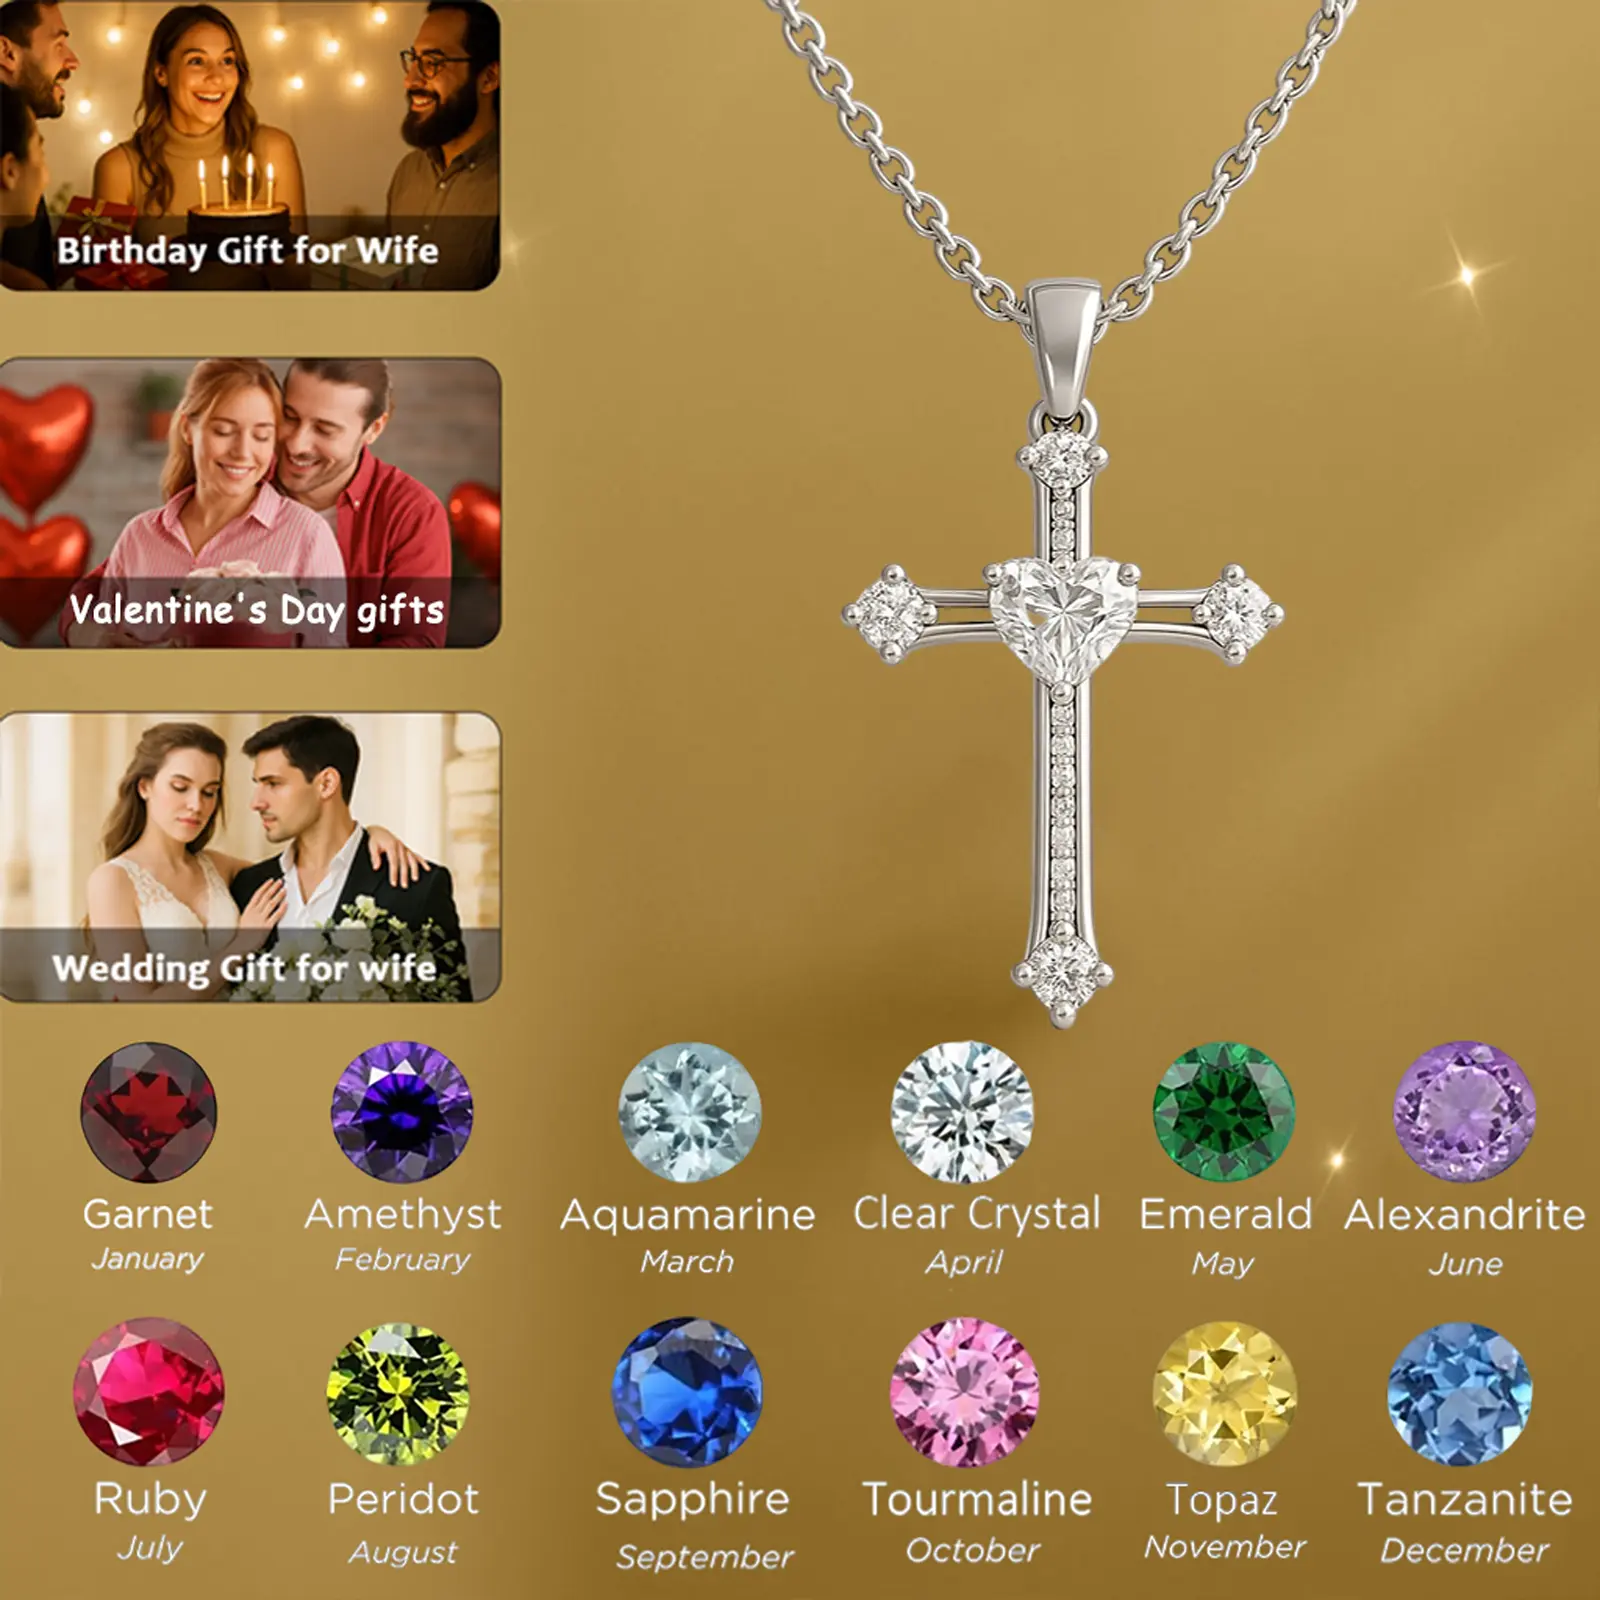 Birthday Gift for Wife
Valentine's Day gifts
Wedding Gift for wife
Garnet
January
Amethyst
February
Aquamarine
March
Clear Crystal
April
Emerald
May
Alexandrite
June
Ruby
July
Peridot
August
Sapphire
September
Tourmaline
October
Topaz
November
Tanzanite
December